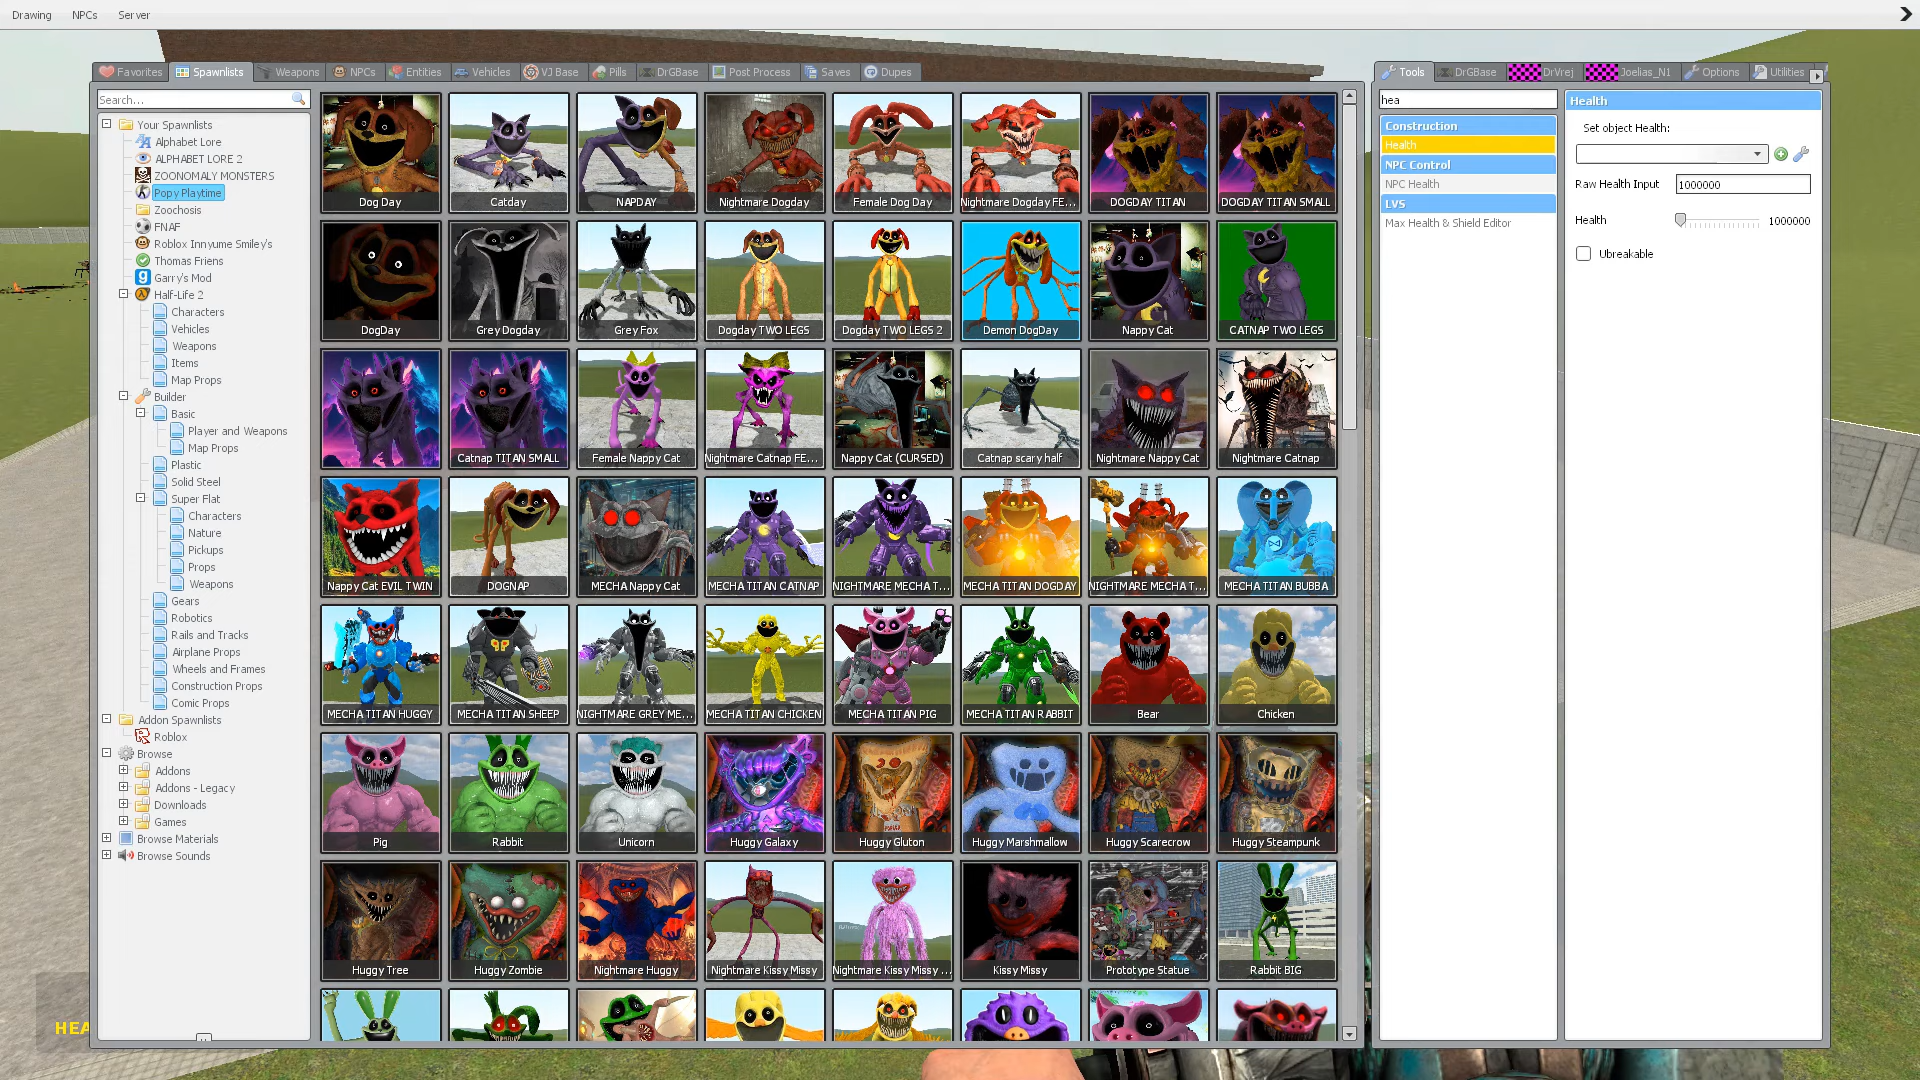 Drawing NPCs Server
Favorites Spawnlists Weapons NPCs Entities Vehicles VJ Base Pills DrGBase Post Process Saves Dupes
Tools DrGBase DrVrej Joelias_N1 Options Utilities
Search...
Your Spawnlists
Alphabet Lore
ALPHABET LORE 2
ZOONOMALY MONSTERS
Popy Playtime
Zoochosis
FNAF
Roblox Innyume Smiley's
Thomas Friens
Garry's Mod
Half-Life 2
Characters
Vehicles
Weapons
Items
Map Props
Builder
Basic
Player and Weapons
Map Props
Plastic
Solid Steel
Super Flat
Characters
Nature
Pickups
Props
Weapons
Gears
Robotics
Rails and Tracks
Airplane Props
Wheels and Frames
Construction Props
Comic Props
Addon Spawnlists
Roblox
Browse
Addons
Addons - Legacy
Downloads
Games
Browse Materials
Browse Sounds
Dog Day Catday NAPDAY Nightmare Dogday Female Dog Day Nightmare Dogday FE... DOGDAY TITAN DOGDAY TITAN SMALL
DogDay Grey Dogday Grey Fox Dogday TWO LEGS Dogday TWO LEGS 2 Demon DogDay Nappy Cat CATNAP TWO LEGS
Catnap TITAN SMALL Female Nappy Cat Nightmare Catnap FE... Nappy Cat (CURSED) Catnap scary half Nightmare Nappy Cat Nightmare Catnap
Nappy Cat EVIL TWIN DOGNAP MECHA Nappy Cat MECHA TITAN CATNAP NIGHTMARE MECHA T... MECHA TITAN DOGDAY NIGHTMARE MECHA T... MECHA TITAN BUBBA
MECHA TITAN HUGGY MECHA TITAN SHEEP NIGHTMARE GREY ME... MECHA TITAN CHICKEN MECHA TITAN PIG MECHA TITAN RABBIT Bear Chicken
Pig Rabbit Unicorn Huggy Galaxy Huggy Gluton Huggy Marshmallow Huggy Scarecrow Huggy Steampunk
Huggy Tree Huggy Zombie Nightmare Huggy Nightmare Kissy Missy Nightmare Kissy Missy ... Kissy Missy Prototype Statue Rabbit BIG
hea
Construction
Health
NPC Control
NPC Health
LVS
Max Health & Shield Editor
Health
Set object Health:
Raw Health Input 1000000
Health 1000000
Ubreakable
HEA